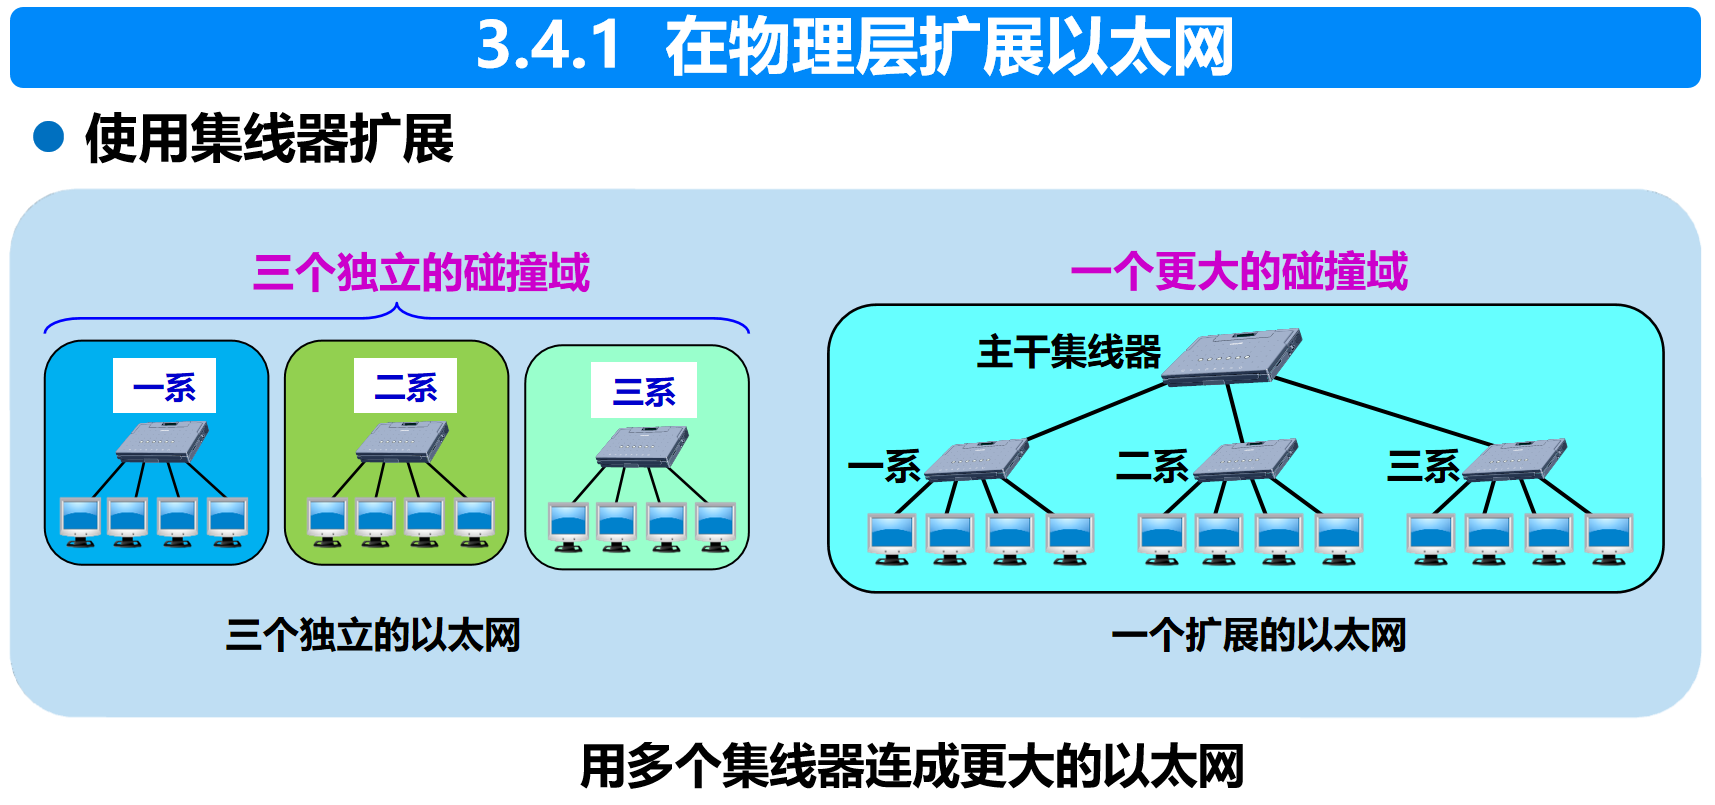 3.4.1 在物理层扩展以太网
使用集线器扩展
三个独立的碰撞域
一系
二系
三系
三个独立的以太网
一个更大的碰撞域
主干集线器
一系
二系
三系
一个扩展的以太网
用多个集线器连成更大的以太网